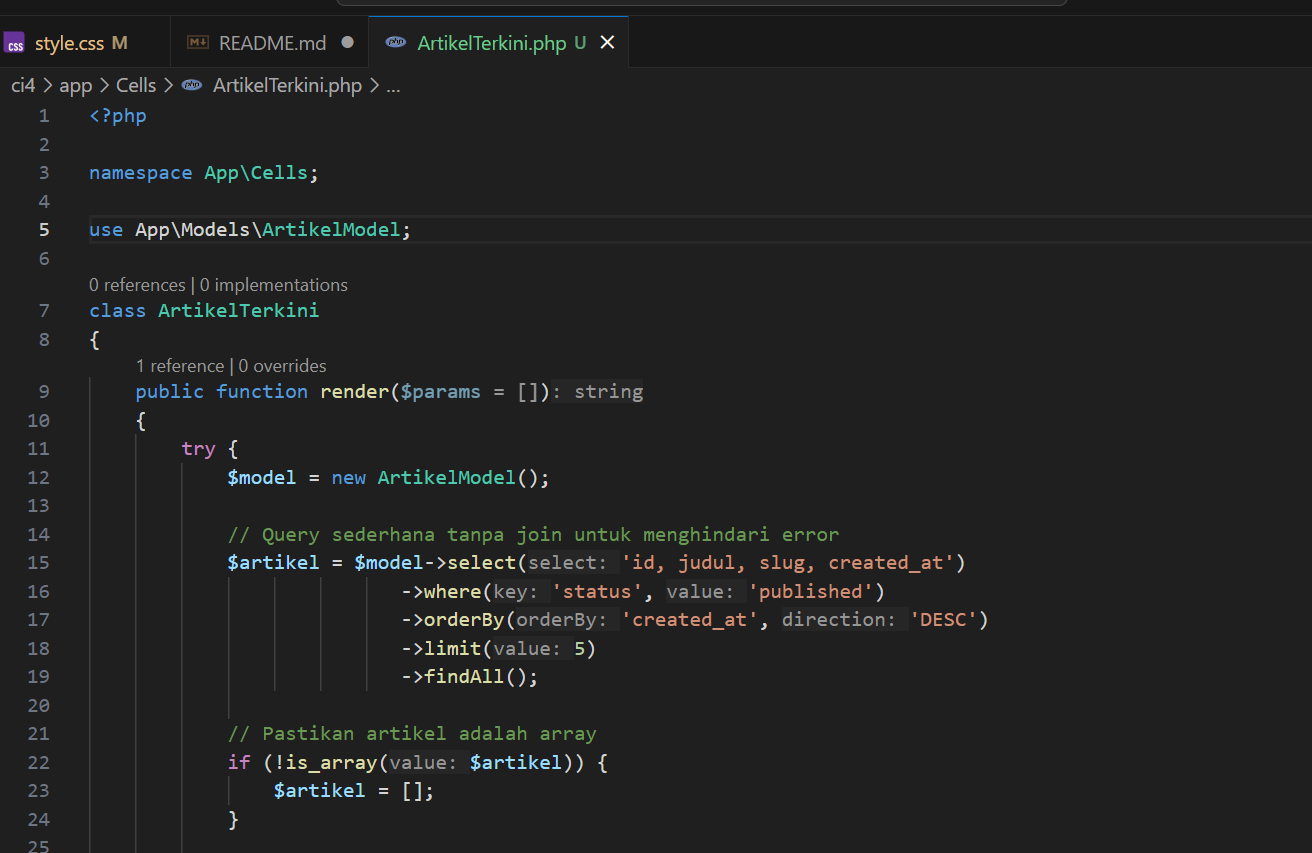 style.css M README.md ArtikelTerkini.php U
ci4 > app > Cells > ArtikelTerkini.php > ...
1 <?php
2
3 namespace App\Cells;
4
5 use App\Models\ArtikelModel;
6
0 references | 0 implementations
7 class ArtikelTerkini
8 {
1 reference | 0 overrides
9 public function render($params = []): string
10 {
11 try {
12 $model = new ArtikelModel();
13
14 // Query sederhana tanpa join untuk menghindari error
15 $artikel = $model->select(select: 'id, judul, slug, created_at')
16 ->where(key: 'status', value: 'published')
17 ->orderBy(orderBy: 'created_at', direction: 'DESC')
18 ->limit(value: 5)
19 ->findAll();
20
21 // Pastikan artikel adalah array
22 if (!is_array(value: $artikel)) {
23 $artikel = [];
24 }
25